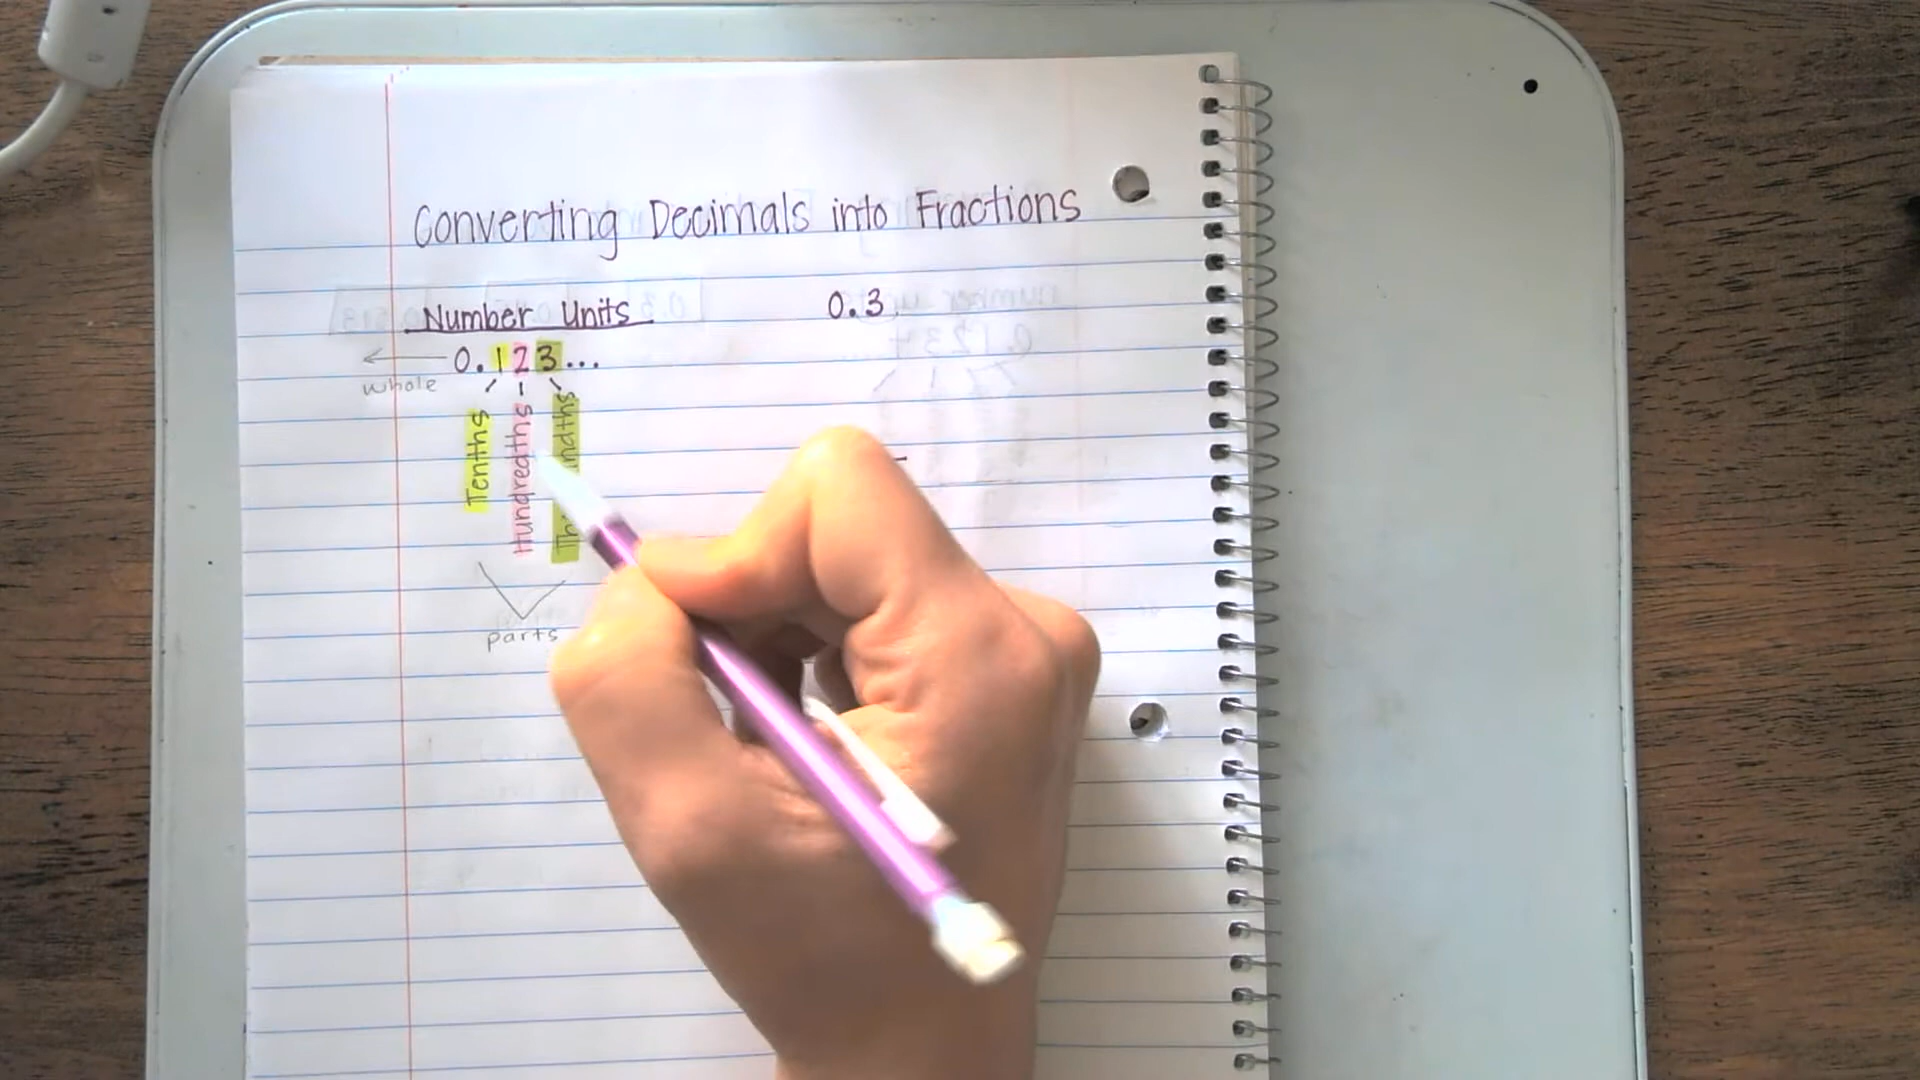 Converting Decimals into Fractions
Number Units
0.3
0.123...
whole
Tenths
Hundredths
parts